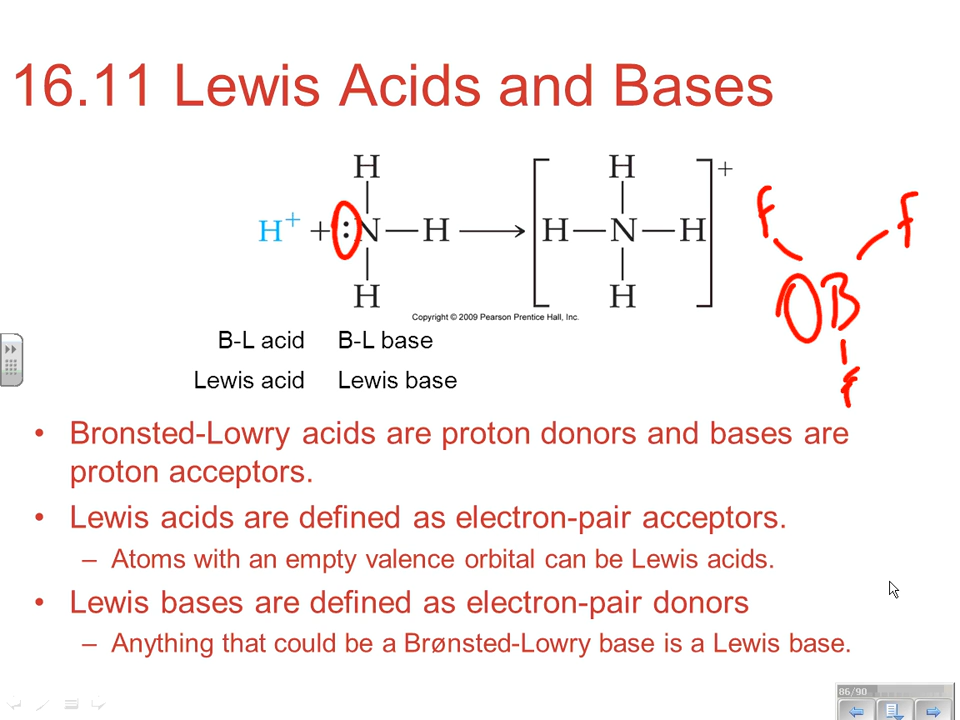 16.11 Lewis Acids and Bases
H H +
H+ + :N—H → H—N—H
H H
F F
B
F
Copyright © 2009 Pearson Prentice Hall, Inc.
B-L acid B-L base
Lewis acid Lewis base
• Bronsted-Lowry acids are proton donors and bases are
proton acceptors.
• Lewis acids are defined as electron-pair acceptors.
– Atoms with an empty valence orbital can be Lewis acids.
• Lewis bases are defined as electron-pair donors
– Anything that could be a Brønsted-Lowry base is a Lewis base.
86/90